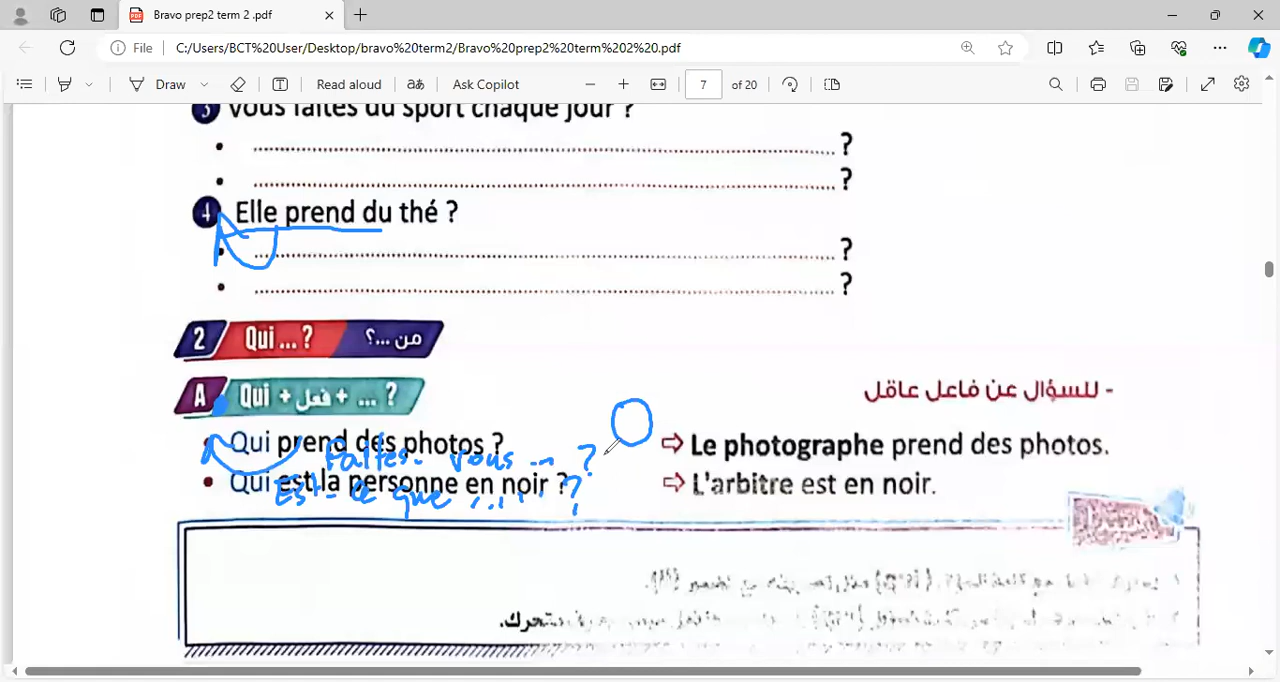 Bravo prep2 term 2 .pdf
File C:/Users/BCT%20User/Desktop/bravo%20term2/Bravo%20prep2%20term%202%20.pdf
Draw Read aloud aあ Ask Copilot 7 of 20
3 Vous faites du sport chaque jour ?
• ........................................ ?
• ........................................ ?
4 Elle prend du thé ?
• ........................................ ?
• ........................................ ?
2 Qui ... ? من ...؟
A Qui + فعل + ... ?
- للسؤال عن فاعل عاقل
• Qui prend des photos ? ⇨ Le photographe prend des photos.
Faites- vous ... ?
• Qui est la personne en noir ? ⇨ L'arbitre est en noir.
Est-ce que ...... ?